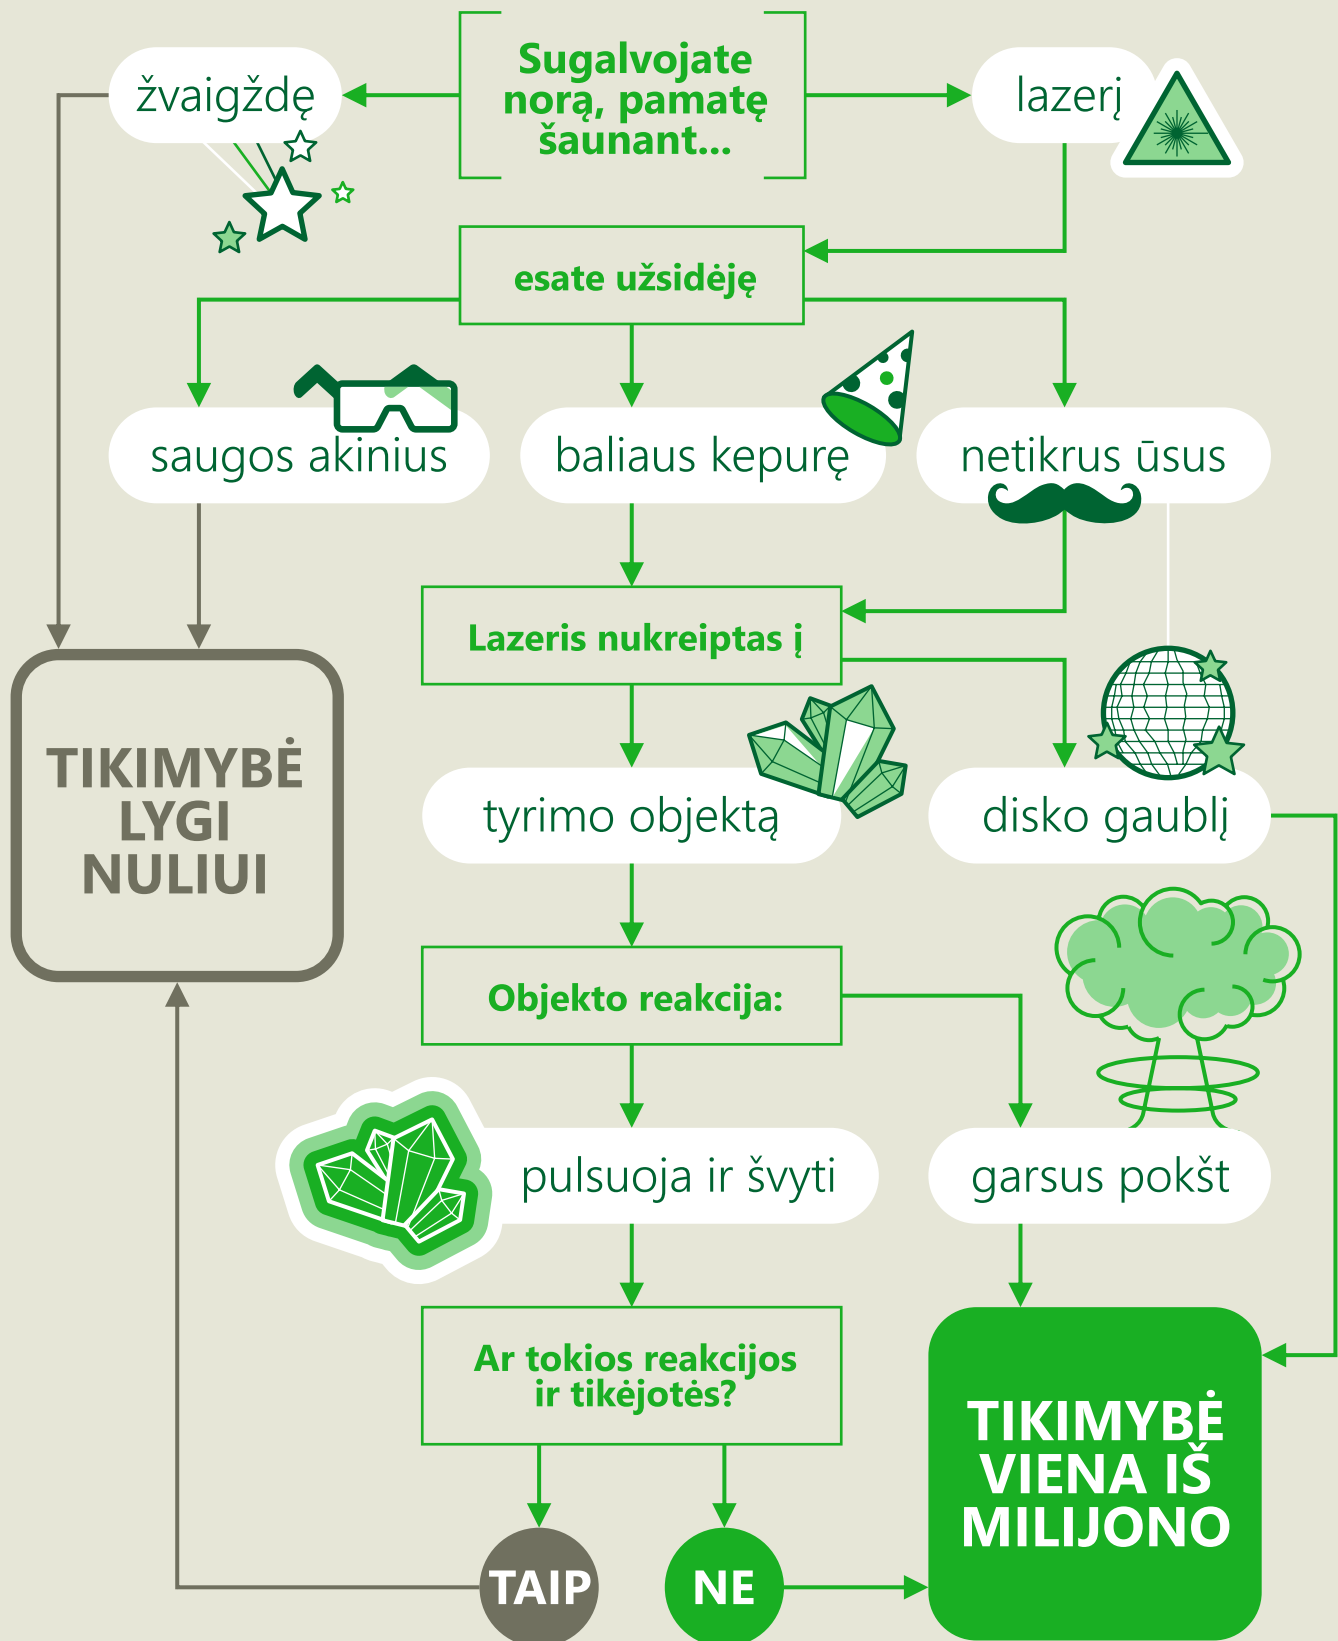 Sugalvojate
norą, pamatę
šaunant...
žvaigždę
lazerį
esate užsidėję
saugos akinius
baliaus kepurę
netikrus ūsus
Lazeris nukreiptas į
TIKIMYBĖ
LYGI
NULIUI
tyrimo objektą
disko gaublį
Objekto reakcija:
pulsuoja ir švyti
garsus pokšt
Ar tokios reakcijos
ir tikėjotės?
TIKIMYBĖ
VIENA IŠ
MILIJONO
TAIP
NE